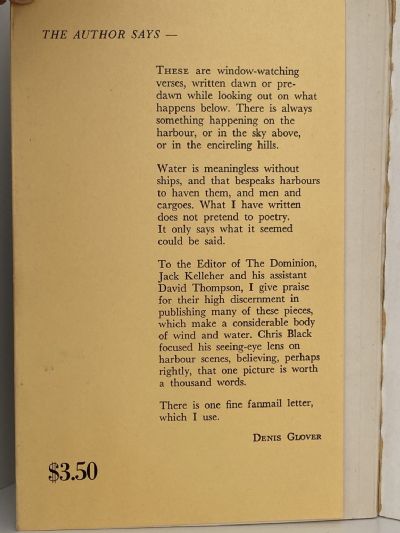 THE AUTHOR SAYS —
THESE are window-watching
verses, written dawn or pre-
dawn while looking out on what
happens below. There is always
something happening on the
harbour, or in the sky above,
or in the encircling hills.
Water is meaningless without
ships, and that bespeaks harbours
to haven them, and men and
cargoes. What I have written
does not pretend to poetry.
It only says what it seemed
could be said.
To the Editor of The Dominion,
Jack Kelleher and his assistant
David Thompson, I give praise
for their high discernment in
publishing many of these pieces,
which make a considerable body
of wind and water. Chris Black
focused his seeing-eye lens on
harbour scenes, believing, perhaps
rightly, that one picture is worth
a thousand words.
There is one fine fanmail letter,
which I use.
DENIS GLOVER
$3.50